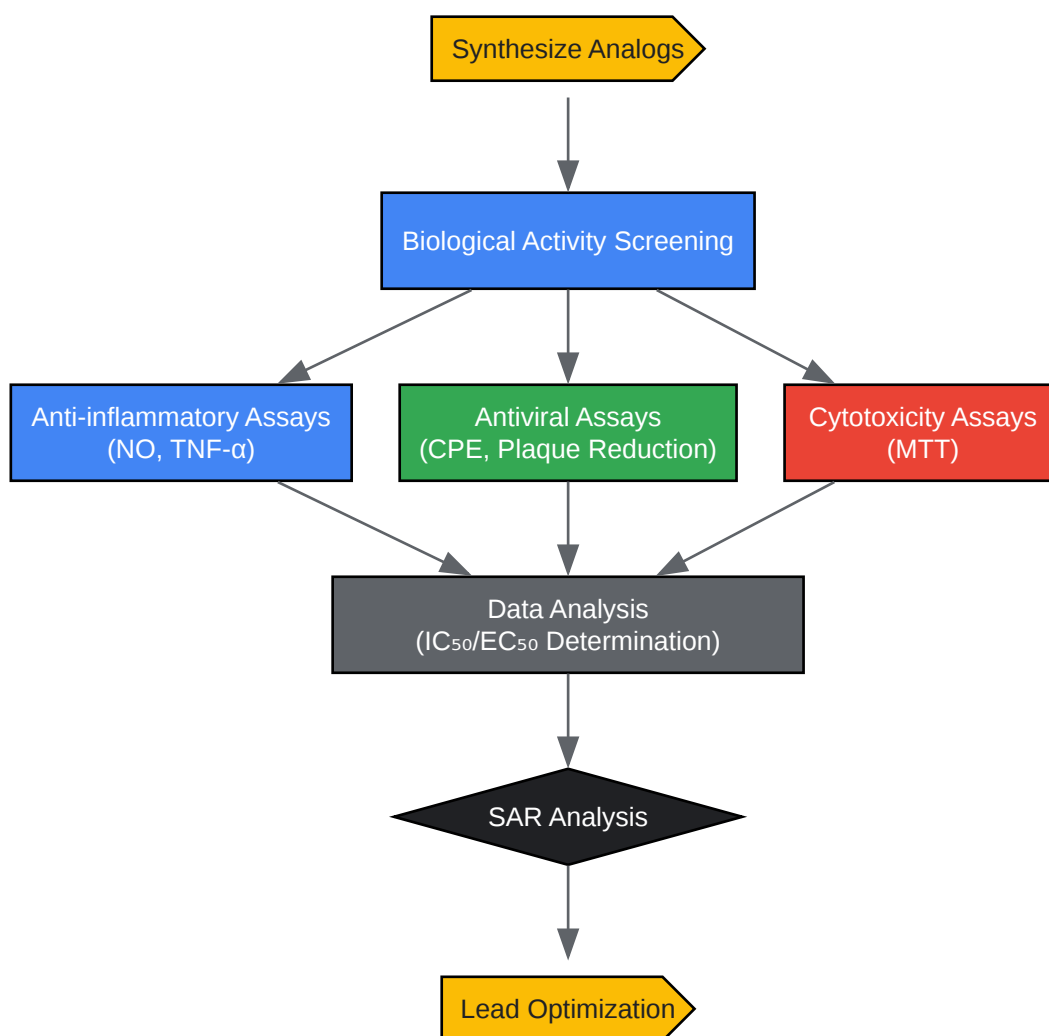 Synthesize Analogs
Biological Activity Screening
Anti-inflammatory Assays
(NO, TNF-α)
Antiviral Assays
(CPE, Plaque Reduction)
Cytotoxicity Assays
(MTT)
Data Analysis
(IC₅₀/EC₅₀ Determination)
SAR Analysis
Lead Optimization